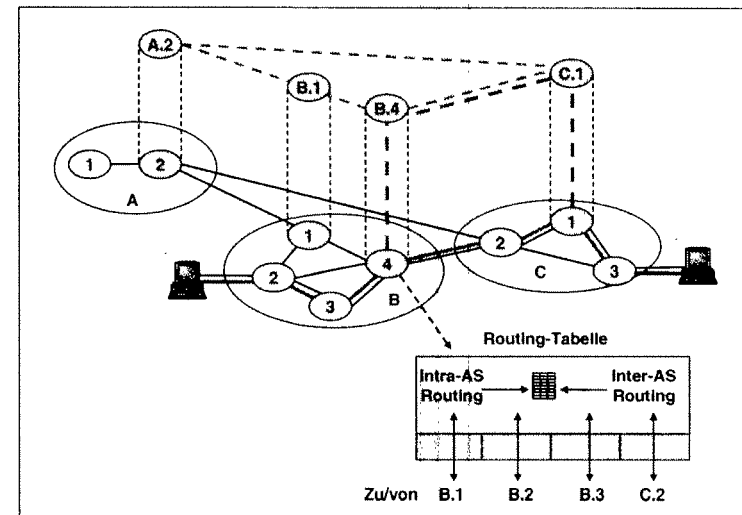 A.2
C.1
B.1
B.4
1
2
A
1
1
2
4
2
C
3
3
B
Routing-Tabelle
Intra-AS
Routing
Inter-AS
Routing
Zu/von B.1 B.2 B.3 C.2